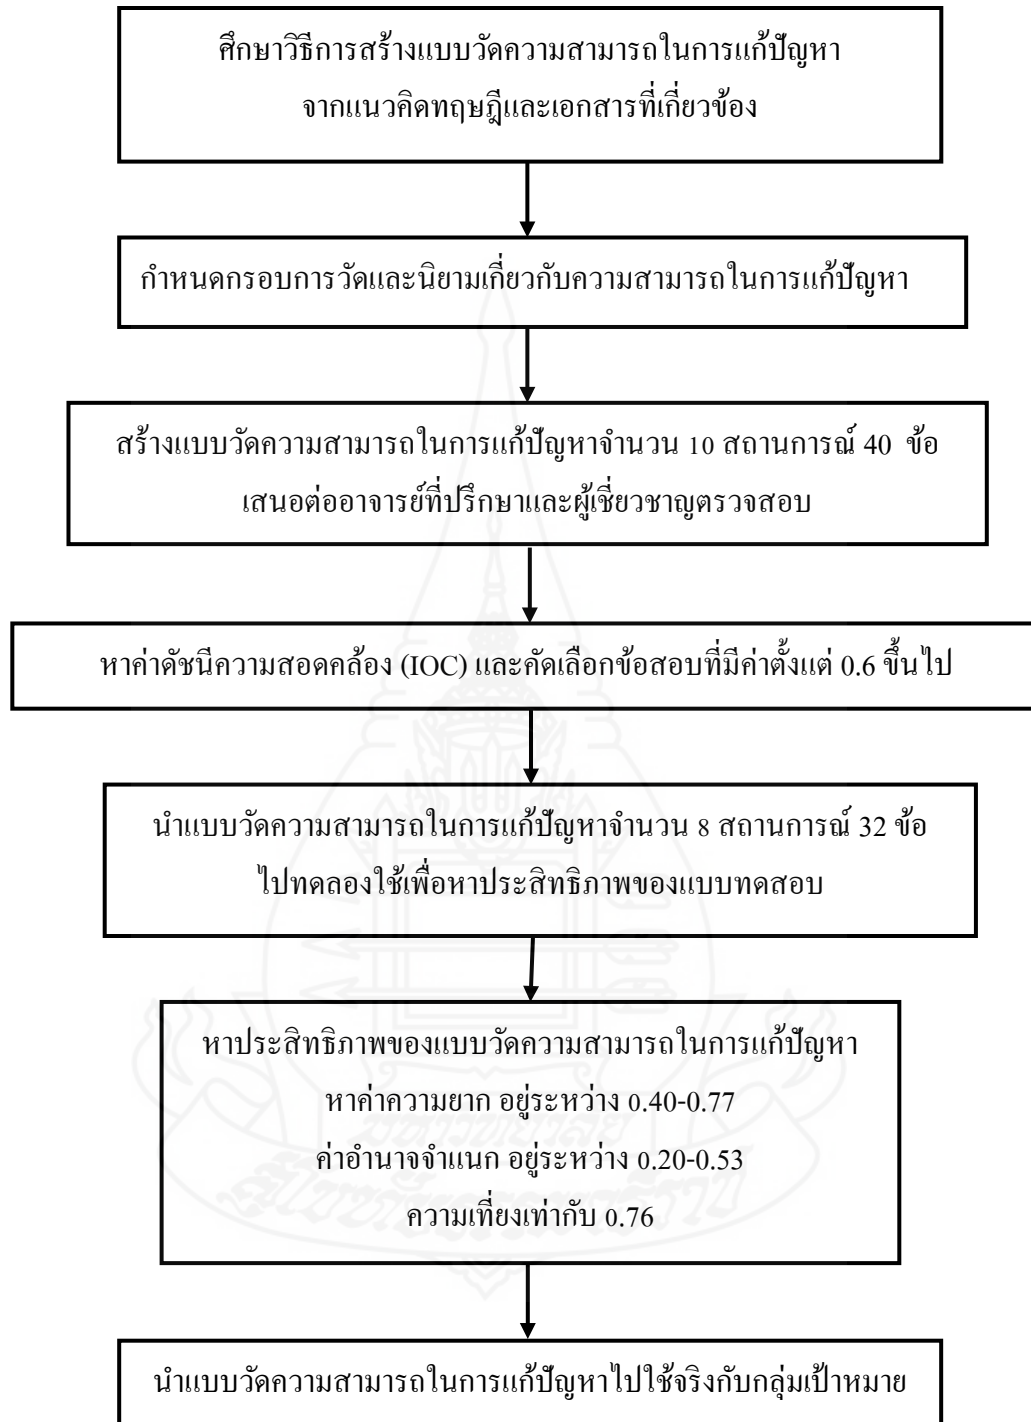 ศึกษาวิธีการสร้างแบบวัดความสามารถในการแก้ปัญหา
จากแนวคิดทฤษฎีและเอกสารที่เกี่ยวข้อง
กำหนดกรอบการวัดและนิยามเกี่ยวกับความสามารถในการแก้ปัญหา
สร้างแบบวัดความสามารถในการแก้ปัญหาจำนวน 10 สถานการณ์ 40 ข้อ
เสนอต่ออาจารย์ที่ปรึกษาและผู้เชี่ยวชาญตรวจสอบ
หาค่าดัชนีความสอดคล้อง (IOC) และคัดเลือกข้อสอบที่มีค่าตั้งแต่ 0.6 ขึ้นไป
นำแบบวัดความสามารถในการแก้ปัญหาจำนวน 8 สถานการณ์ 32 ข้อ
ไปทดลองใช้เพื่อหาประสิทธิภาพของแบบทดสอบ
หาประสิทธิภาพของแบบวัดความสามารถในการแก้ปัญหา
หาค่าความยาก อยู่ระหว่าง 0.40-0.77
ค่าอำนาจจำแนก อยู่ระหว่าง 0.20-0.53
ความเที่ยงเท่ากับ 0.76
นำแบบวัดความสามารถในการแก้ปัญหาไปใช้จริงกับกลุ่มเป้าหมาย